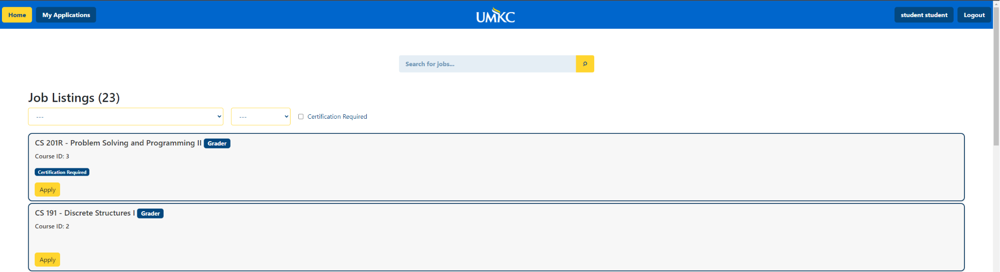 Home My Applications UMKC student student Logout
Search for jobs...
Job Listings (23)
--- --- Certification Required
CS 201R - Problem Solving and Programming II Grader
Course ID: 3
Certification Required
Apply
CS 191 - Discrete Structures I Grader
Course ID: 2
Apply